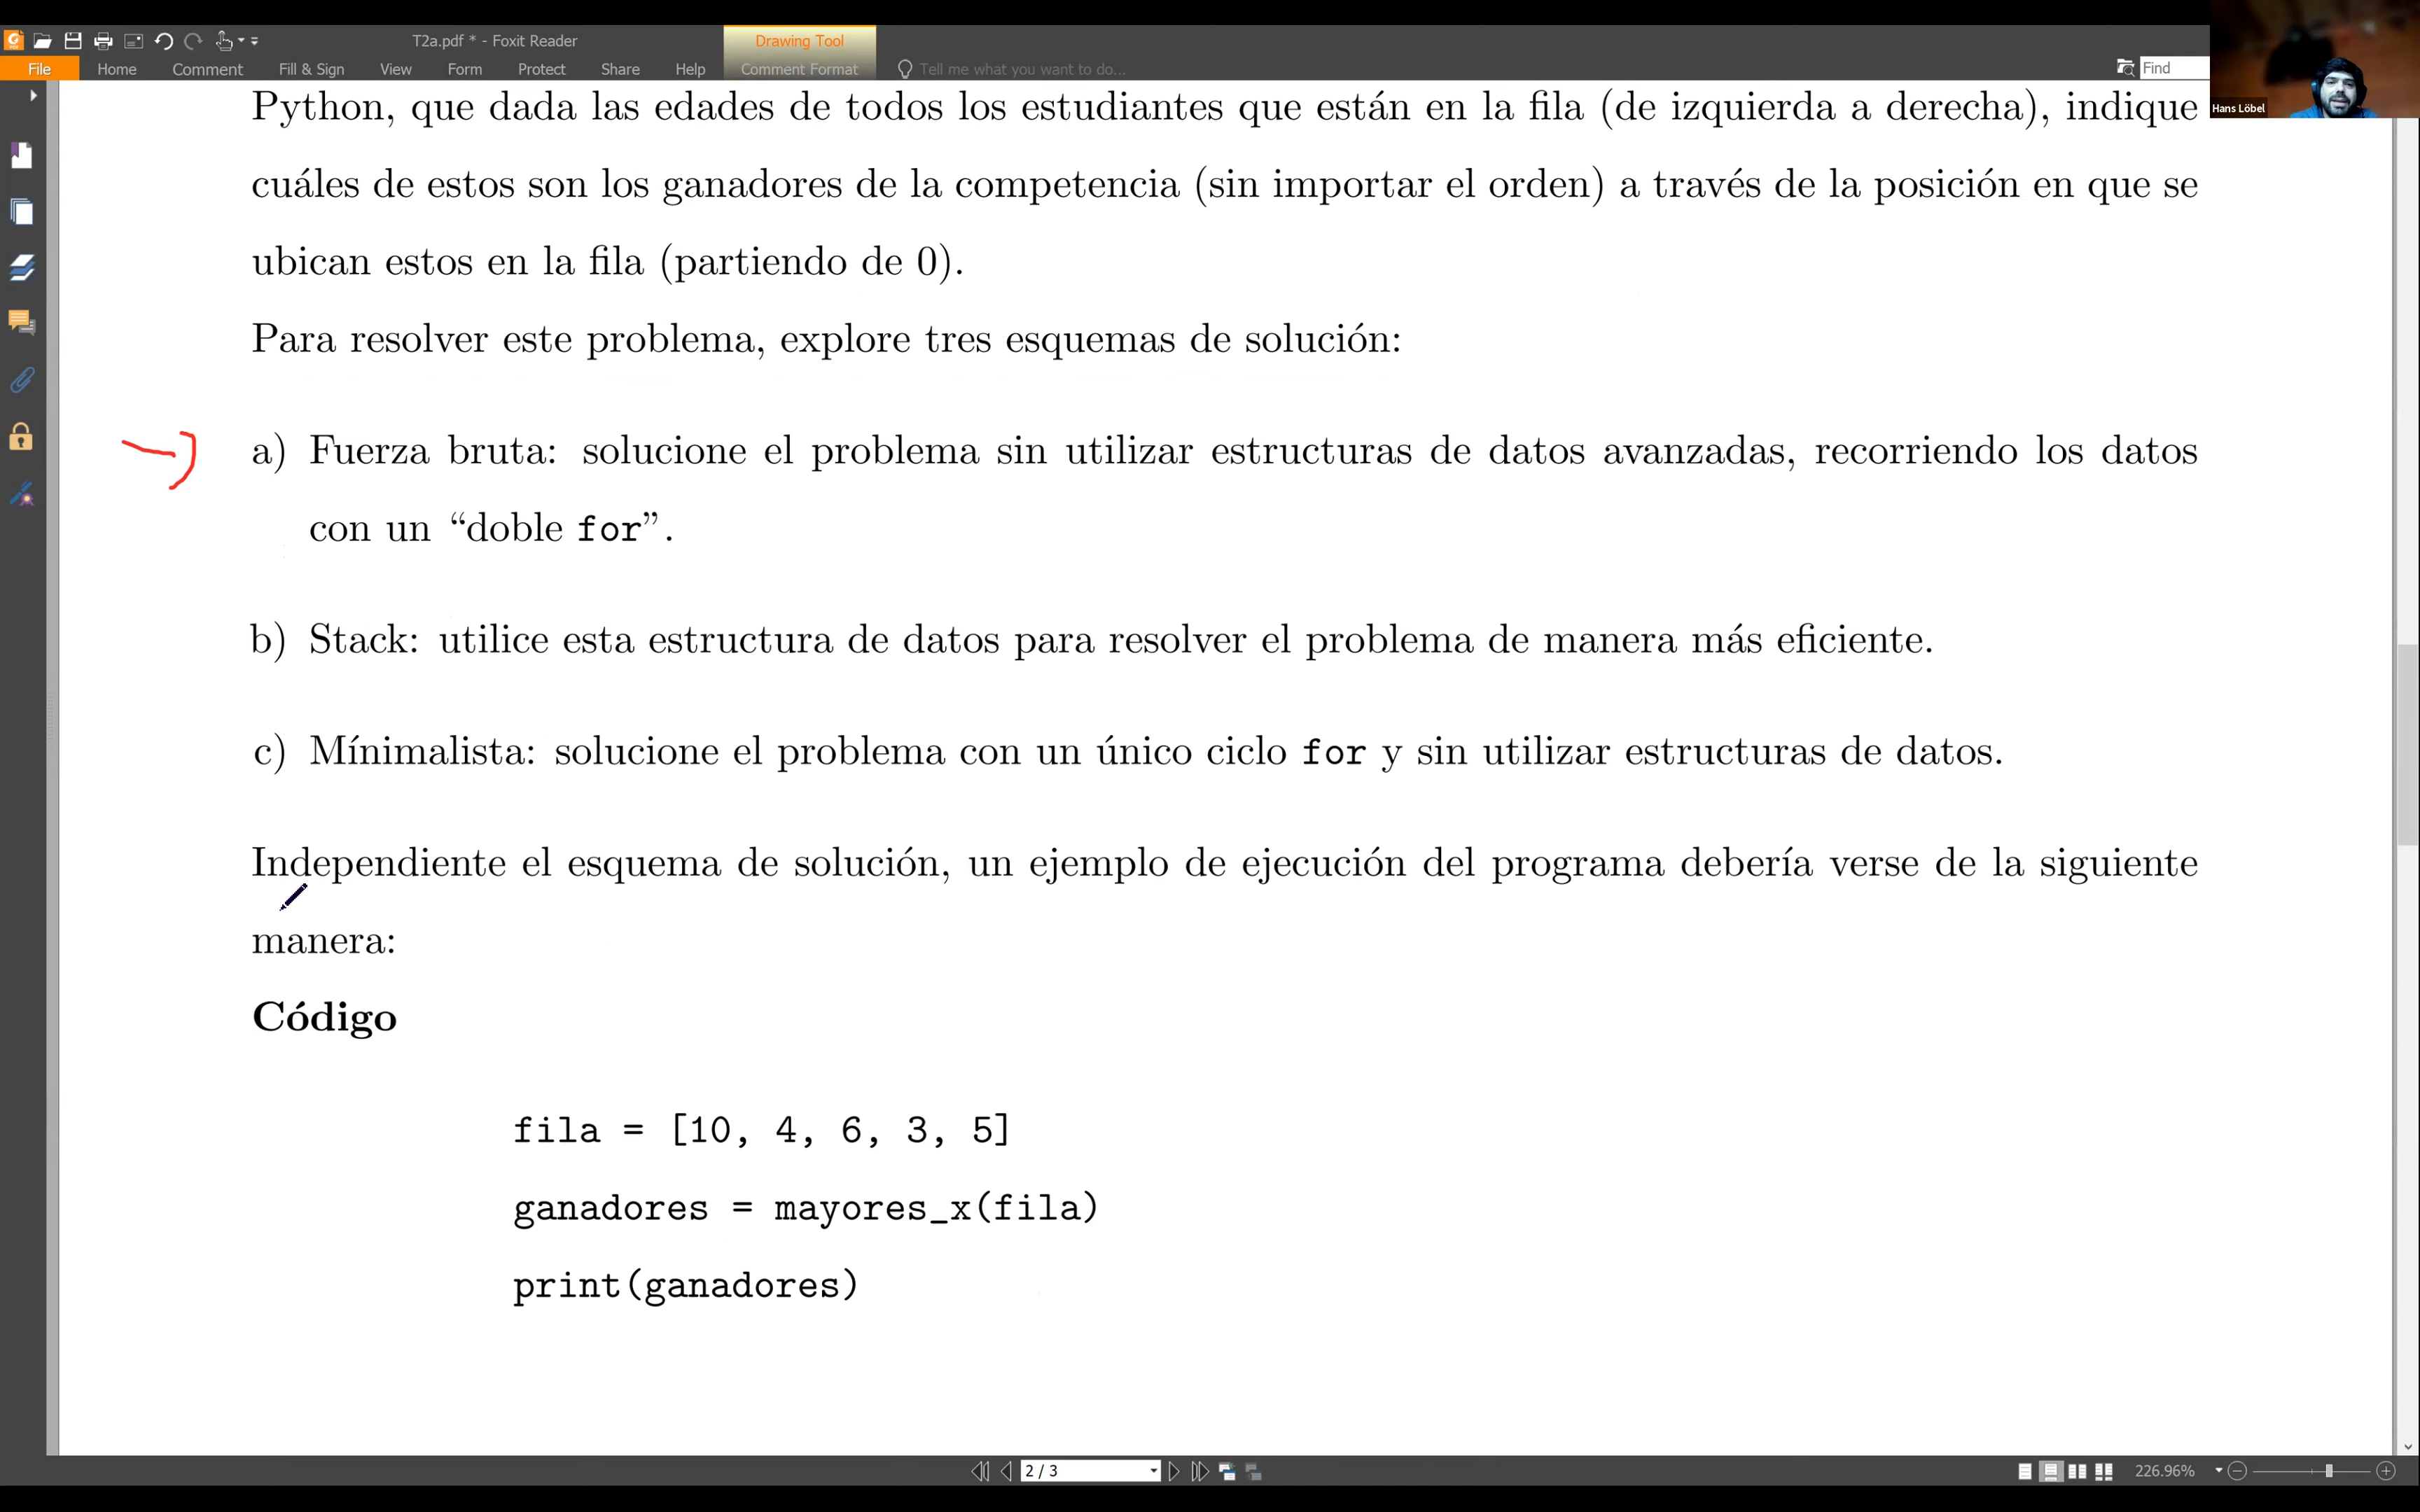 T2a.pdf * - Foxit Reader
Drawing Tool
File Home Comment Fill & Sign View Form Protect Share Help Comment Format Tell me what you want to do... Find
Hans Löbel
Python, que dada las edades de todos los estudiantes que están en la fila (de izquierda a derecha), indique
cuáles de estos son los ganadores de la competencia (sin importar el orden) a través de la posición en que se
ubican estos en la fila (partiendo de 0).
Para resolver este problema, explore tres esquemas de solución:
a) Fuerza bruta: solucione el problema sin utilizar estructuras de datos avanzadas, recorriendo los datos
con un “doble for”.
b) Stack: utilice esta estructura de datos para resolver el problema de manera más eficiente.
c) Mínimalista: solucione el problema con un único ciclo for y sin utilizar estructuras de datos.
Independiente el esquema de solución, un ejemplo de ejecución del programa debería verse de la siguiente
manera:
Código
fila = [10, 4, 6, 3, 5]
ganadores = mayores_x(fila)
print(ganadores)
2 / 3
226.96%